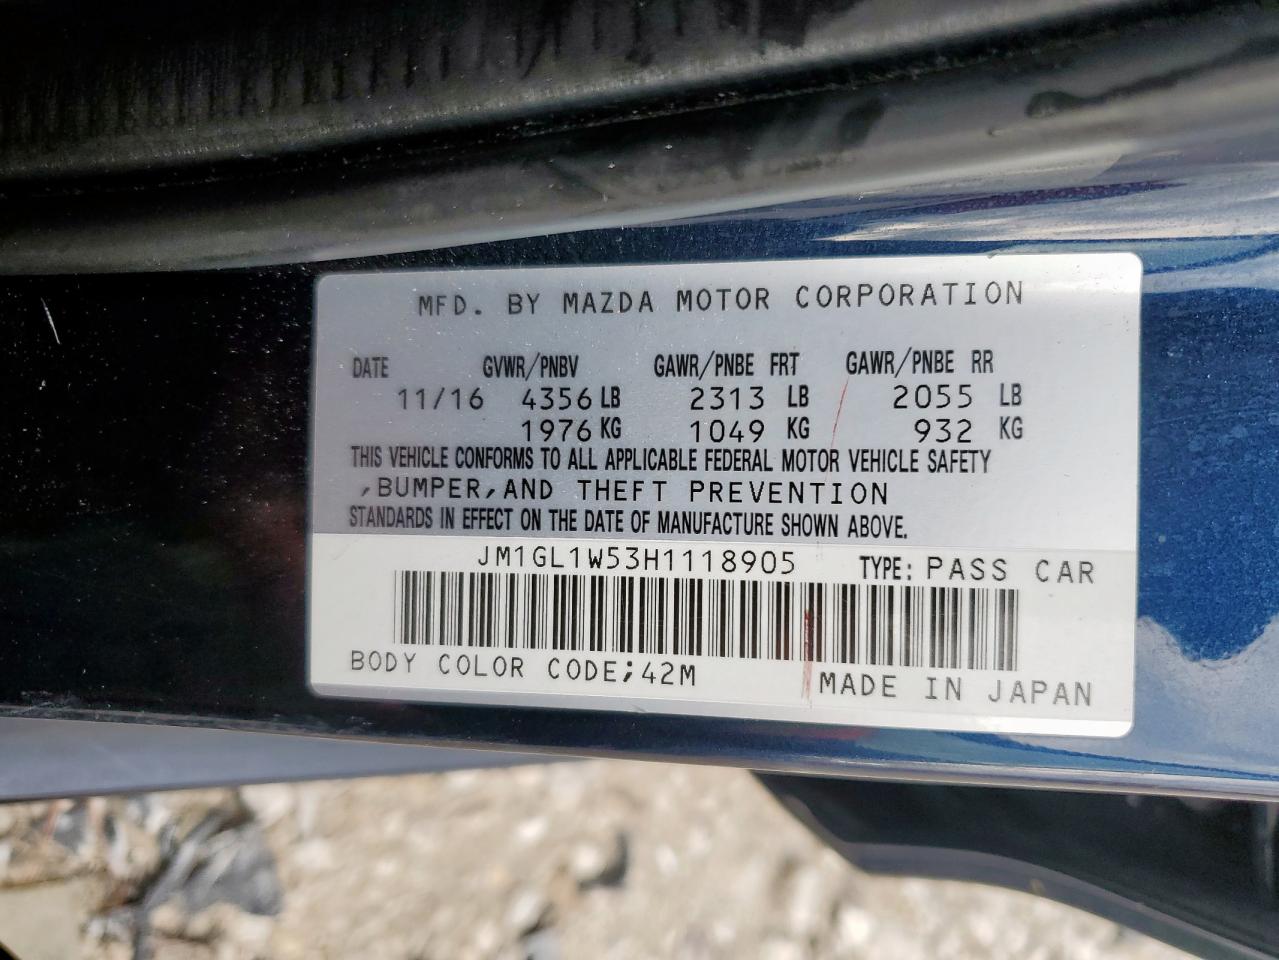 MFD. BY MAZDA MOTOR CORPORATION
DATE GVWR/PNBV GAWR/PNBE FRT GAWR/PNBE RR
11/16 4356 LB 2313 LB 2055 LB
1976 KG 1049 KG 932 KG
THIS VEHICLE CONFORMS TO ALL APPLICABLE FEDERAL MOTOR VEHICLE SAFETY
,BUMPER,AND THEFT PREVENTION
STANDARDS IN EFFECT ON THE DATE OF MANUFACTURE SHOWN ABOVE.
JM1GL1W53H1118905 TYPE: PASS CAR
BODY COLOR CODE;42M MADE IN JAPAN